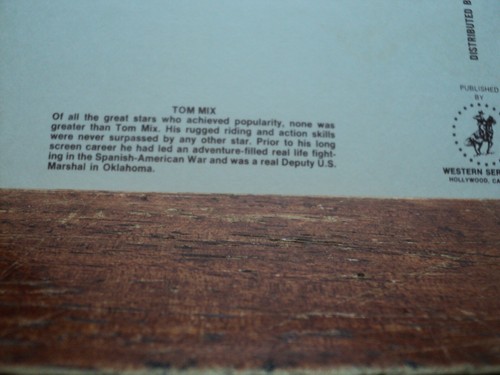 TOM MIX
Of all the great stars who achieved popularity, none was
greater than Tom Mix. His rugged riding and action skills
were never surpassed by any other star. Prior to his long
screen career he had led an adventure-filled real life fight-
ing in the Spanish-American War and was a real Deputy U.S.
Marshal in Oklahoma.
DISTRIBUTED B
PUBLISHED
BY
WESTERN SER
HOLLYWOOD, CA